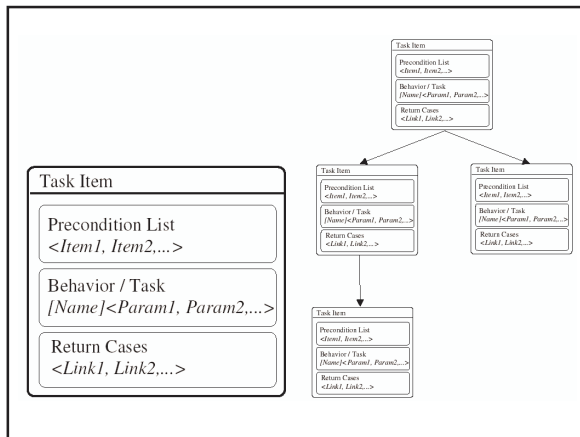 Task Item
Precondition List
<Item1, Item2,...>
Behavior / Task
[Name]<Param1, Param2,...>
Return Cases
<Link1, Link2,...>
Task Item
Precondition List
<Item1, Item2,...>
Behavior / Task
[Name]<Param1, Param2,...>
Return Cases
<Link1, Link2,...>
Task Item
Precondition List
<Item1, Item2,...>
Behavior / Task
[Name]<Param1, Param2,...>
Return Cases
<Link1, Link2,...>
Task Item
Precondition List
<Item1, Item2,...>
Behavior / Task
[Name]<Param1, Param2,...>
Return Cases
<Link1, Link2,...>
Task Item
Precondition List
<Item1, Item2,...>
Behavior / Task
[Name]<Param1, Param2,...>
Return Cases
<Link1, Link2,...>